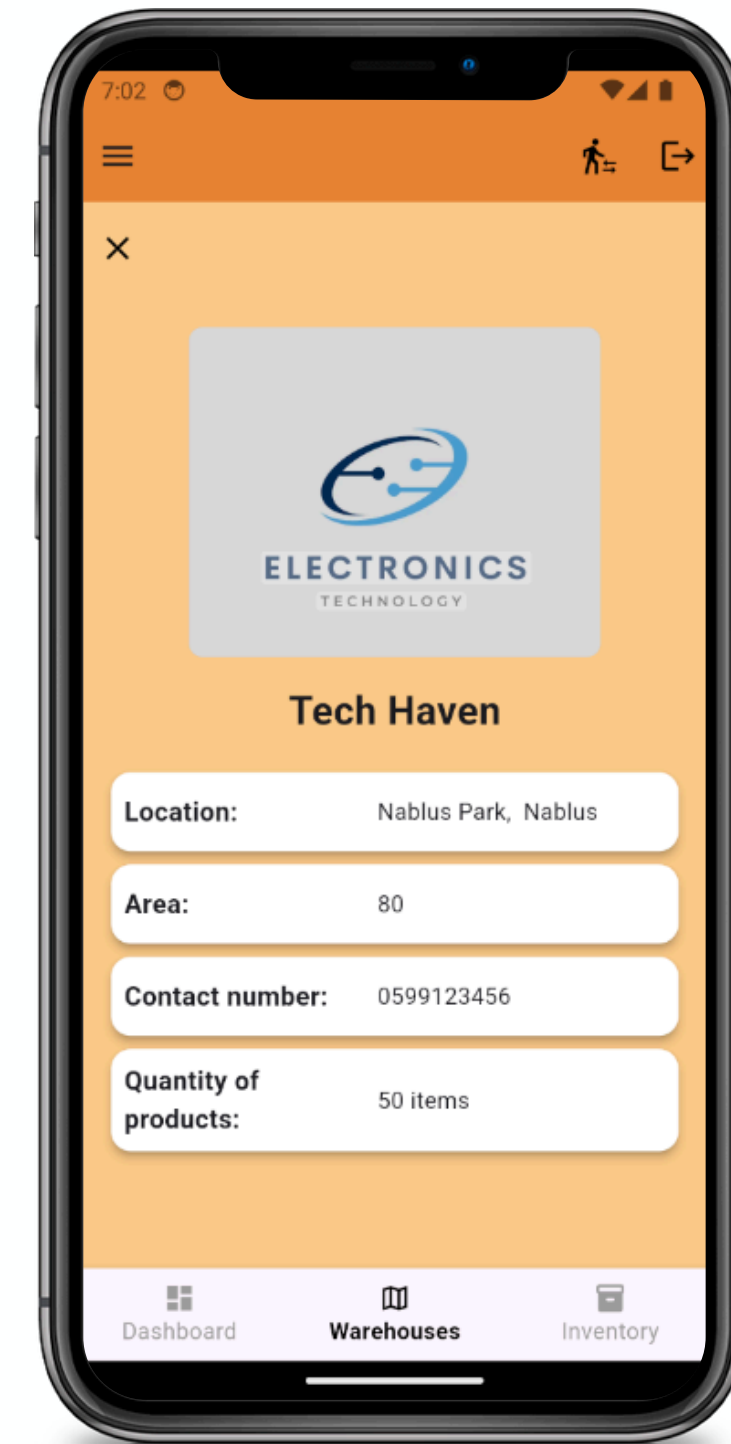 7:02
ELECTRONICS
TECHNOLOGY
Tech Haven
Location: Nablus Park, Nablus
Area: 80
Contact number: 0599123456
Quantity of
products: 50 items
Dashboard Warehouses Inventory